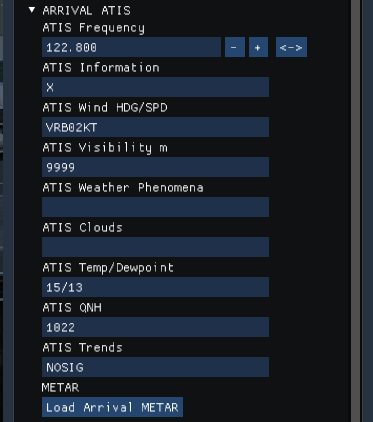 ▼ ARRIVAL ATIS
ATIS Frequency
122.800 - + <->
ATIS Information
X
ATIS Wind HDG/SPD
VRB02KT
ATIS Visibility m
9999
ATIS Weather Phenomena
ATIS Clouds
ATIS Temp/Dewpoint
15/13
ATIS QNH
1022
ATIS Trends
NOSIG
METAR
Load Arrival METAR